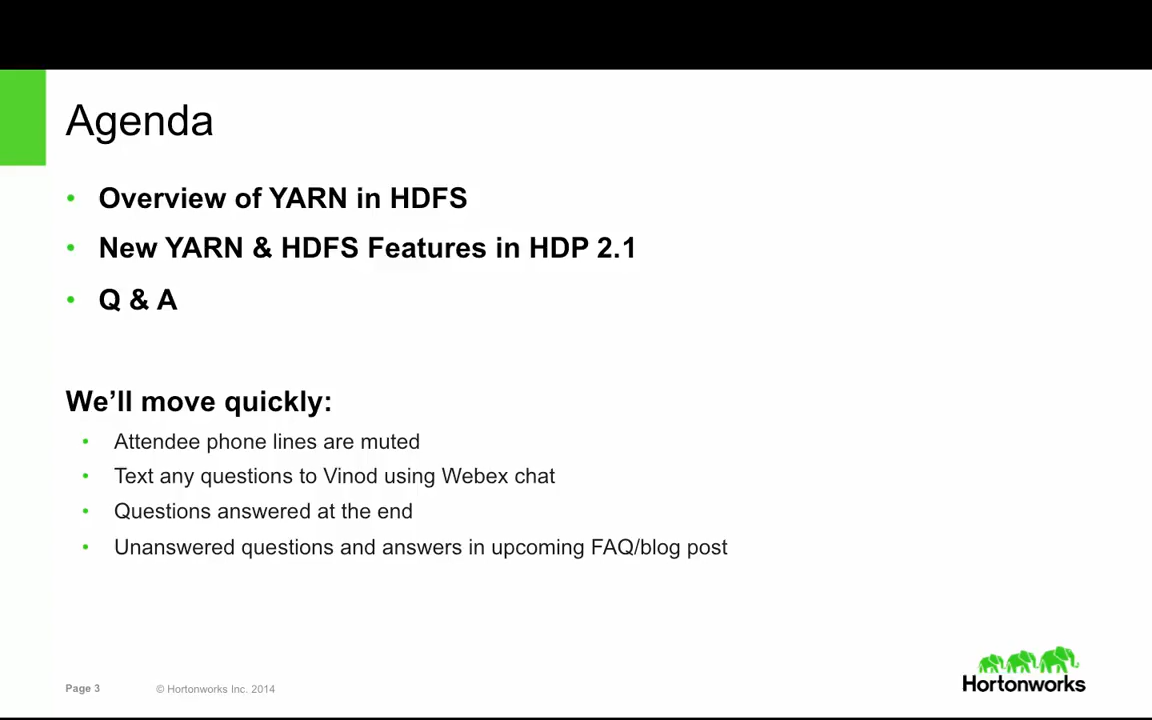 Agenda
• Overview of YARN in HDFS
• New YARN & HDFS Features in HDP 2.1
• Q & A
We’ll move quickly:
• Attendee phone lines are muted
• Text any questions to Vinod using Webex chat
• Questions answered at the end
• Unanswered questions and answers in upcoming FAQ/blog post
Page 3 © Hortonworks Inc. 2014
Hortonworks